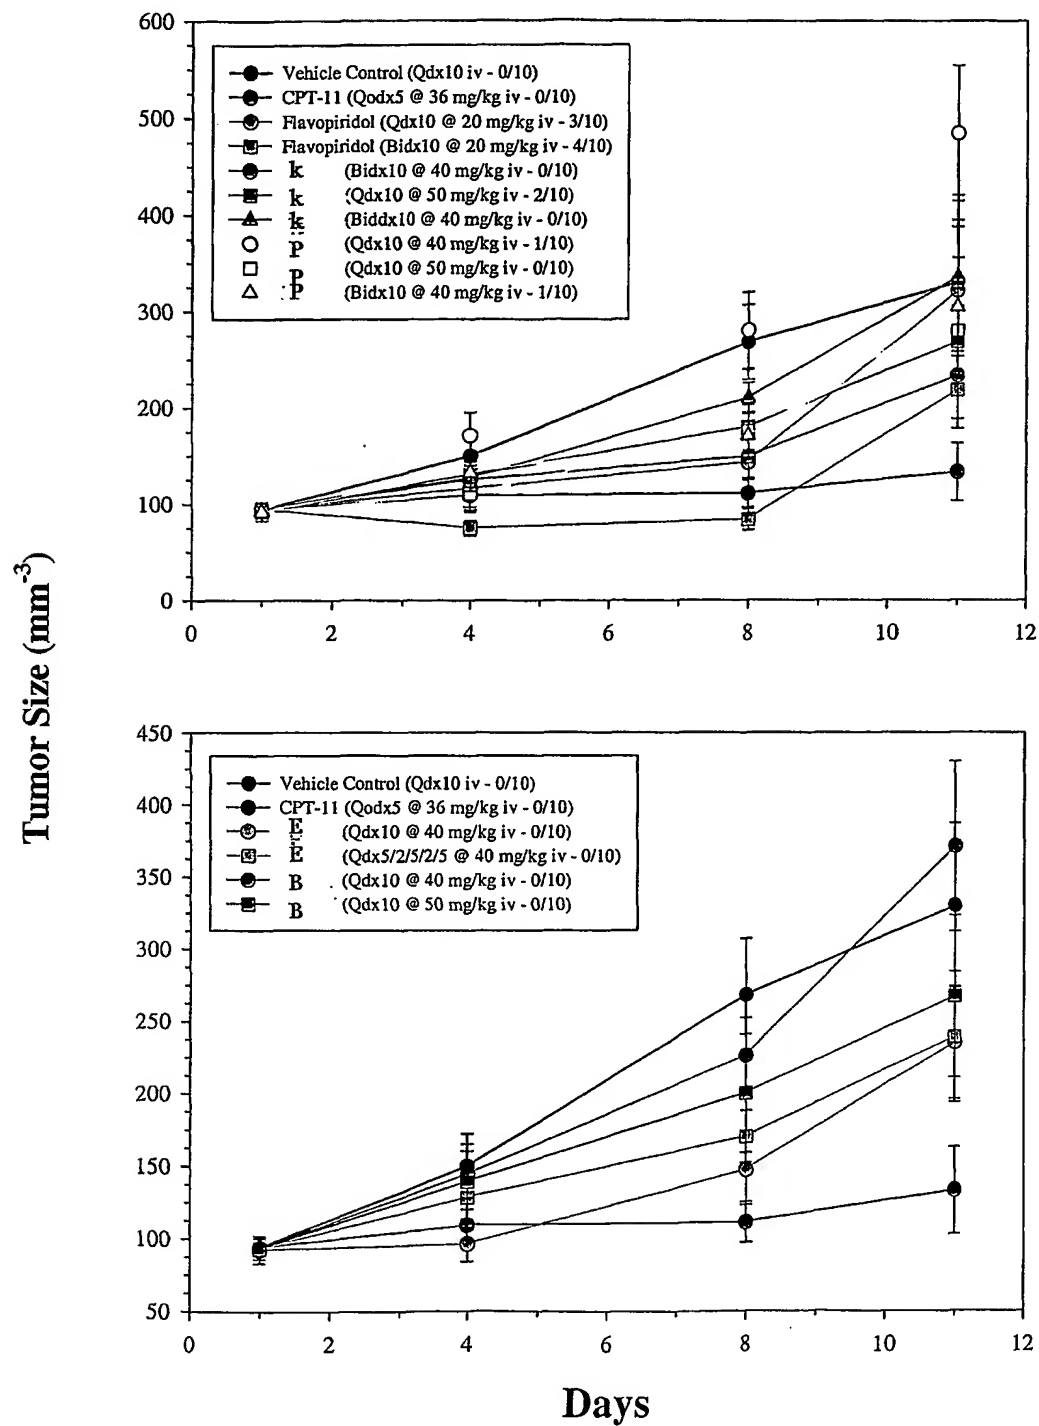 600
500
400
300
200
100
0
Vehicle Control (Qdx10 iv - 0/10)
CPT-11 (Qodx5 @ 36 mg/kg iv - 0/10)
Flavopiridol (Qdx10 @ 20 mg/kg iv - 3/10)
Flavopiridol (Bidx10 @ 20 mg/kg iv - 4/10)
k (Bidx10 @ 40 mg/kg iv - 0/10)
k (Qdx10 @ 50 mg/kg iv - 2/10)
k (Biddx10 @ 40 mg/kg iv - 0/10)
P (Qdx10 @ 40 mg/kg iv - 1/10)
P (Qdx10 @ 50 mg/kg iv - 0/10)
P (Bidx10 @ 40 mg/kg iv - 1/10)
0 2 4 6 8 10 12
Tumor Size (mm-3)
450
400
350
300
250
200
150
100
50
Vehicle Control (Qdx10 iv - 0/10)
CPT-11 (Qodx5 @ 36 mg/kg iv - 0/10)
E (Qdx10 @ 40 mg/kg iv - 0/10)
E (Qdx5/2/5/2/5 @ 40 mg/kg iv - 0/10)
B (Qdx10 @ 40 mg/kg iv - 0/10)
B (Qdx10 @ 50 mg/kg iv - 0/10)
0 2 4 6 8 10 12
Days